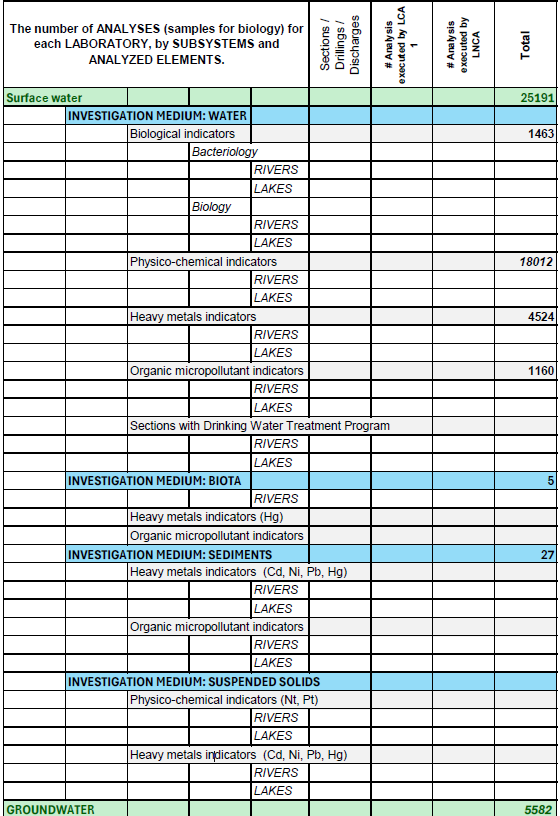 The number of ANALYSES (samples for biology) for
each LABORATORY, by SUBSYSTEMS and
ANALYZED ELEMENTS.
Sections /
Drillings /
Discharges
# Analysis
executed by LCA
1
# Analysis
executed by
LNCA
Total
Surface water 25191
INVESTIGATION MEDIUM: WATER
Biological indicators 1463
Bacteriology
RIVERS
LAKES
Biology
RIVERS
LAKES
Physico-chemical indicators 18012
RIVERS
LAKES
Heavy metals indicators 4524
RIVERS
LAKES
Organic micropollutant indicators 1160
RIVERS
LAKES
Sections with Drinking Water Treatment Program
RIVERS
LAKES
INVESTIGATION MEDIUM: BIOTA 5
RIVERS
Heavy metals indicators (Hg)
Organic micropollutant indicators
INVESTIGATION MEDIUM: SEDIMENTS 27
Heavy metals indicators (Cd, Ni, Pb, Hg)
RIVERS
LAKES
Organic micropollutant indicators
RIVERS
LAKES
INVESTIGATION MEDIUM: SUSPENDED SOLIDS
Physico-chemical indicators (Nt, Pt)
RIVERS
LAKES
Heavy metals indicators (Cd, Ni, Pb, Hg)
RIVERS
LAKES
GROUNDWATER 5582